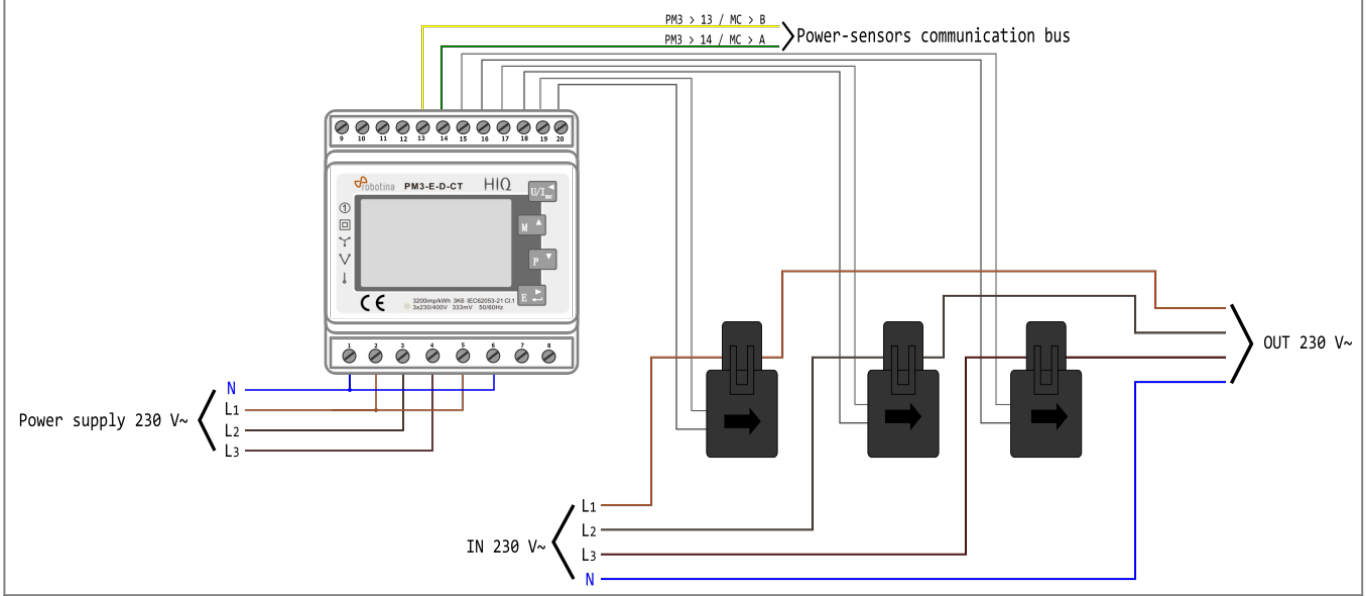 PM3 > 13 / MC > B
PM3 > 14 / MC > A
Power-sensors communication bus
9 10 11 12 13 14 15 16 17 18 19 20
robotina PM3-E-D-CT HIQ
U/I
M
P
E
CE 3200imp/kWh 3K6 IEC62053-21 Cl.1
3x230/400V 333mV 50/60Hz
1 2 3 4 5 6 7 8
Power supply 230 V~
N
L1
L2
L3
IN 230 V~
L1
L2
L3
N
OUT 230 V~